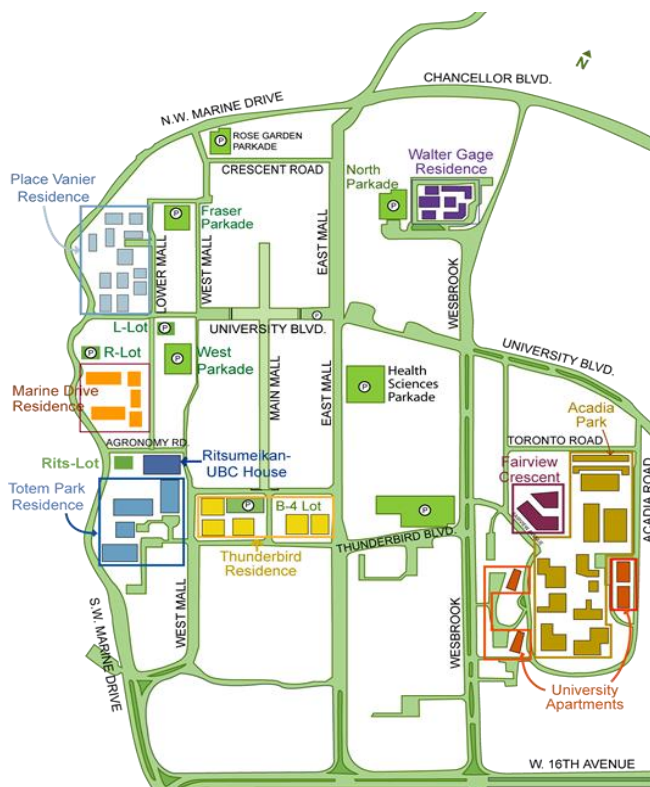 N
CHANCELLOR BLVD.
N.W. MARINE DRIVE
P
ROSE GARDEN
PARKADE
CRESCENT ROAD
North
Parkade
P
Walter Gage
Residence
Place Vanier
Residence
P
Fraser
Parkade
LOWER MALL
WEST MALL
EAST MALL
WESBROOK
L-Lot
P
UNIVERSITY BLVD.
P
R-Lot
P
P
West
Parkade
MAIN MALL
EAST MALL
P
Health
Sciences
Parkade
UNIVERSITY BLVD.
Marine Drive
Residence
Acadia
Park
AGRONOMY RD.
TORONTO ROAD
Rits-Lot
Ritsumeikan-
UBC House
Fairview
Crescent
ACADIA ROAD
Totem Park
Residence
P
B-4 Lot
P
THUNDERBIRD BLVD.
Thunderbird
Residence
S.W. MARINE DRIVE
WEST MALL
WESBROOK
University
Apartments
W. 16TH AVENUE